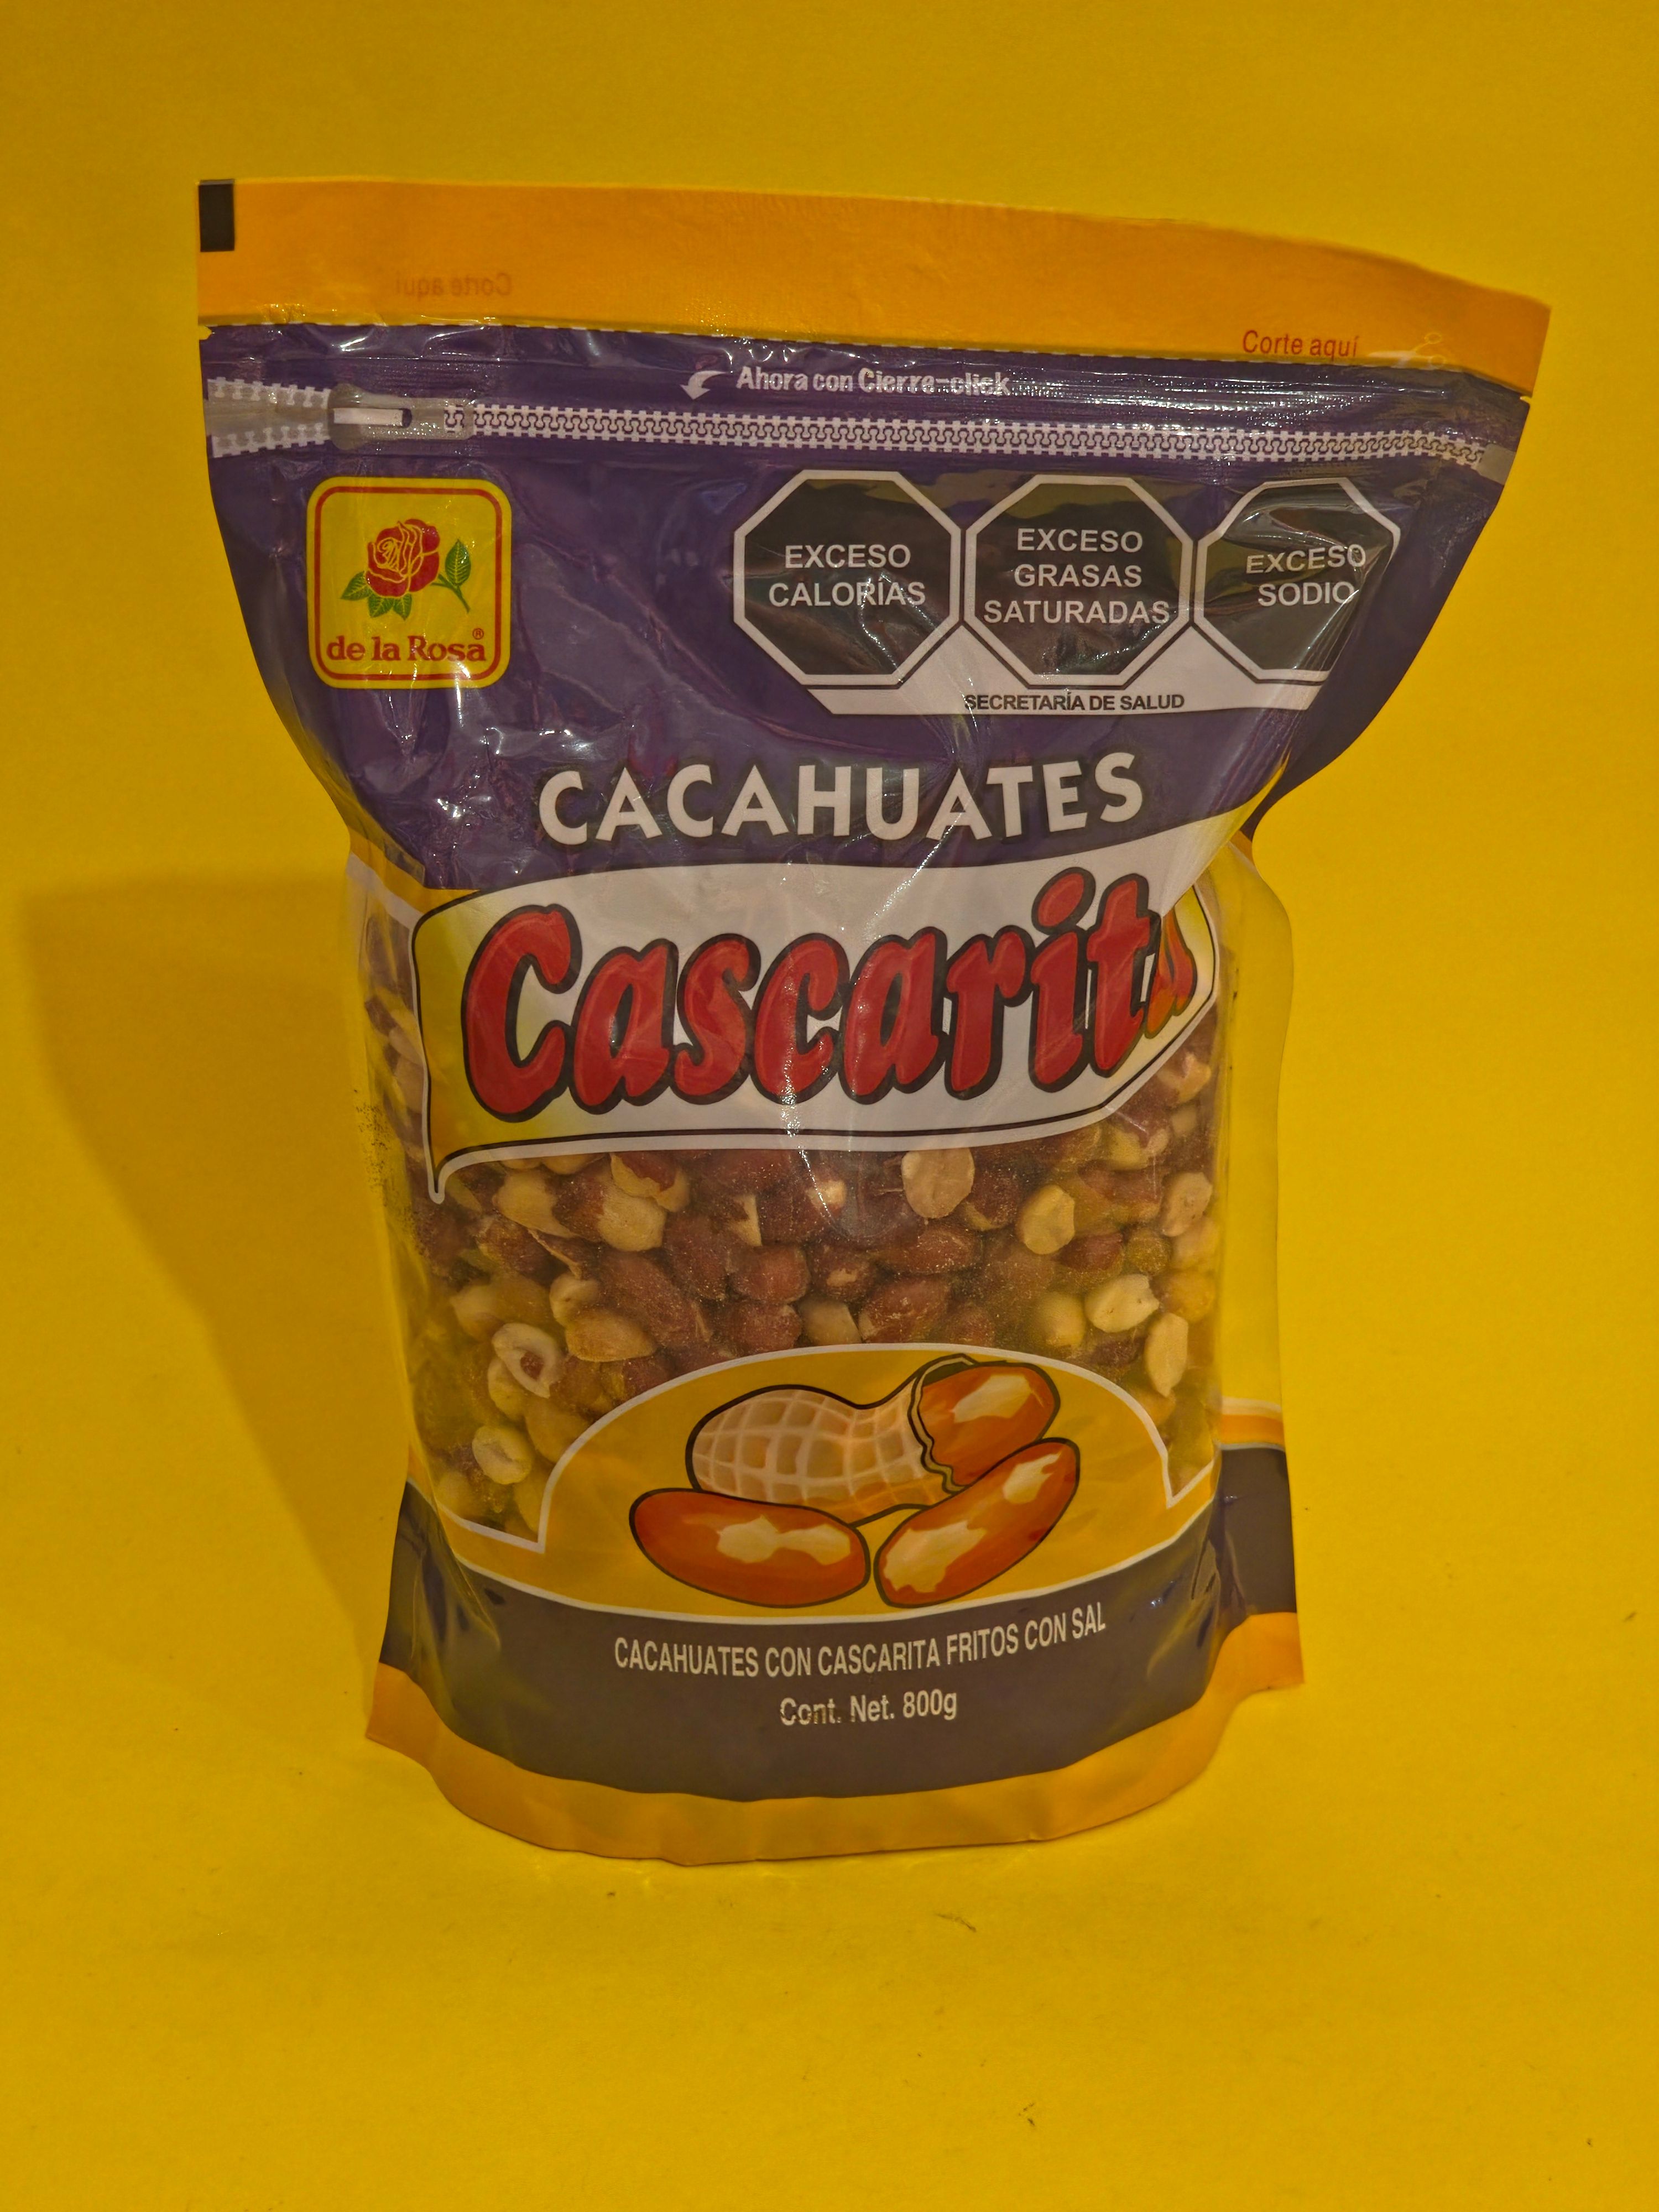 Corte aquí
Corte aquí
Ahora con Cierre-click
de la Rosa®
EXCESO
CALORÍAS
EXCESO
GRASAS
SATURADAS
EXCESO
SODIO
SECRETARÍA DE SALUD
CACAHUATES
Cascarita
CACAHUATES CON CASCARITA FRITOS CON SAL
Cont. Net. 800g